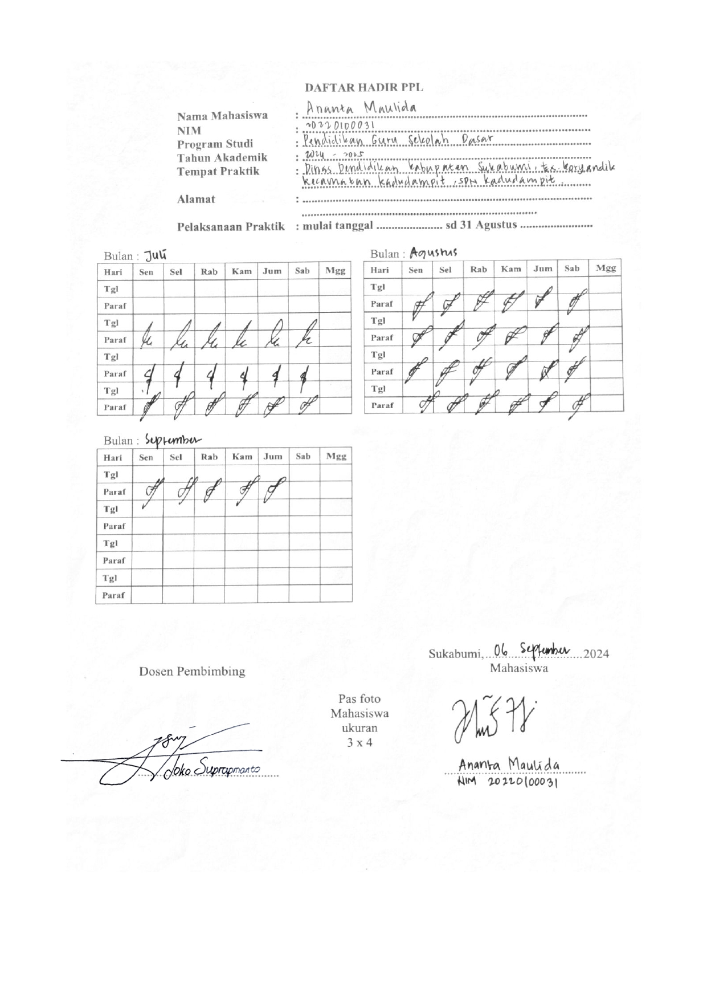 DAFTAR HADIR PPL
Nama Mahasiswa : Ananta Maulida
NIM : 20220100031
Program Studi : Pendidikan Guru Sekolah Dasar
Tahun Akademik : 2024 - 2025
Tempat Praktik : Dinas Pendidikan Kabupaten Sukabumi,
Kecamatan Kadudampit, Kadudampit.
Alamat :
Pelaksanaan Praktik : mulai tanggal ...................... sd 31 Agustus ........................
Bulan : Juli
Hari Sen Sel Rab Kam Jum Sab Mgg
Tgl
Paraf
Tgl
Paraf
Tgl
Paraf
Tgl
Paraf
Bulan : Agustus
Hari Sen Sel Rab Kam Jum Sab Mgg
Tgl
Paraf
Tgl
Paraf
Tgl
Paraf
Tgl
Paraf
Bulan : September
Hari Sen Sel Rab Kam Jum Sab Mgg
Tgl
Paraf
Tgl
Paraf
Tgl
Paraf
Tgl
Paraf
Sukabumi, 06 September 2024
Dosen Pembimbing
Mahasiswa
Pas foto
Mahasiswa
ukuran
3 x 4
Joko Suprapmanto
Ananta Maulida
NIM 20220100031